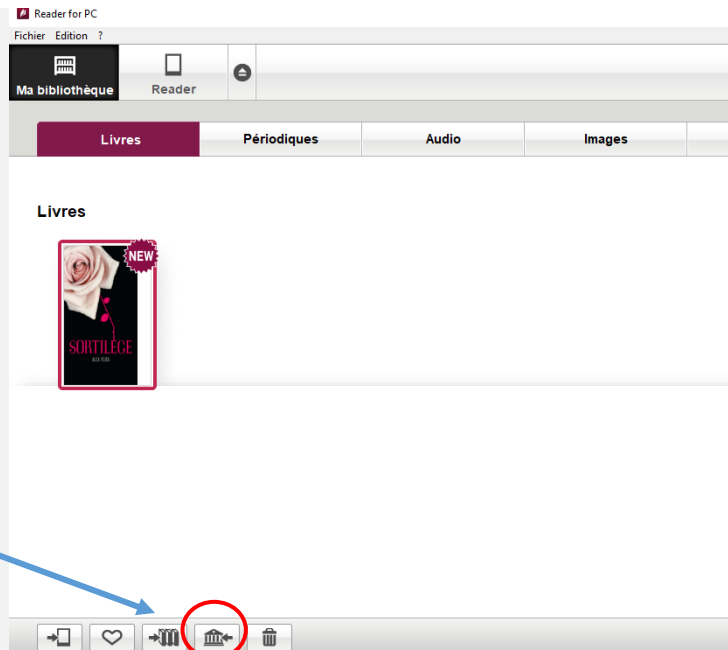 Reader for PC
Fichier Edition ?
Ma bibliothèque Reader
Livres Périodiques Audio Images
Livres
NEW
SORTILÈGE